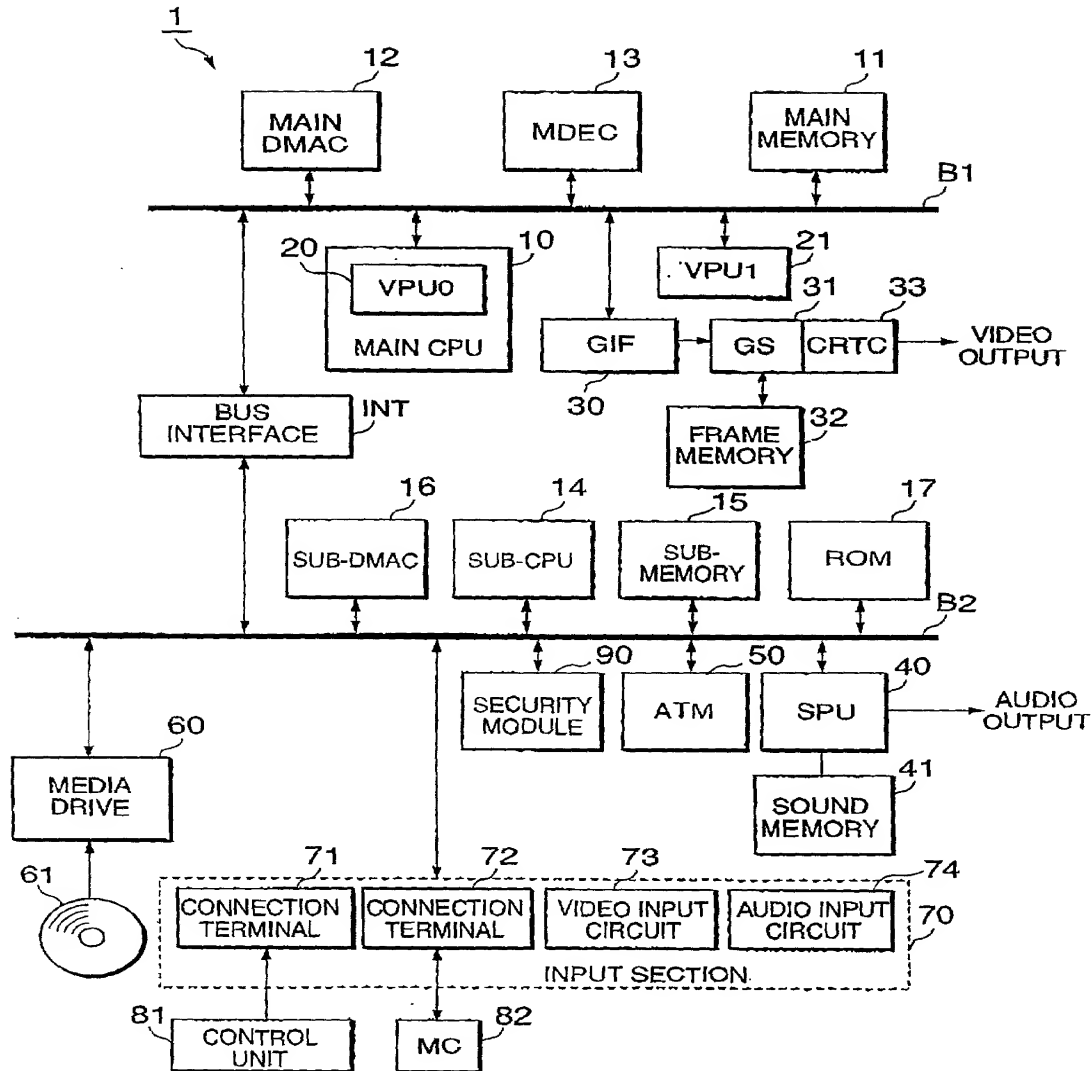 1
12
13
11
MAIN
DMAC
MDEC
MAIN
MEMORY
B1
20
10
21
VPU0
MAIN CPU
VPU1
31
33
GIF
GS
CRTC
VIDEO
OUTPUT
30
BUS
INTERFACE
INT
FRAME
MEMORY
32
16
14
15
17
SUB-DMAC
SUB-CPU
SUB-
MEMORY
ROM
B2
90
50
40
SECURITY
MODULE
ATM
SPU
AUDIO
OUTPUT
60
MEDIA
DRIVE
41
SOUND
MEMORY
61
71
72
73
74
CONNECTION
TERMINAL
CONNECTION
TERMINAL
VIDEO INPUT
CIRCUIT
AUDIO INPUT
CIRCUIT
70
INPUT SECTION
81
CONTROL
UNIT
82
MC